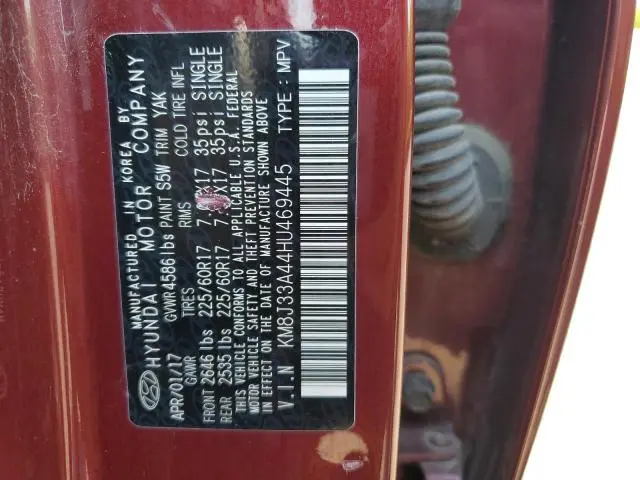 MANUFACTURED IN KOREA BY
HYUNDAI MOTOR COMPANY
APR/01/17 GVWR 4586 lbs PAINT S5W TRIM YAK
GAWR TIRES RIMS COLD TIRE INFL
FRONT 2646 lbs 225/60R17 35psi SINGLE
REAR 2535 lbs 225/60R17 35psi SINGLE
THIS VEHICLE CONFORMS TO ALL APPLICABLE U.S.A. FEDERAL
MOTOR VEHICLE SAFETY AND THEFT PREVENTION STANDARDS
IN EFFECT ON THE DATE OF MANUFACTURE SHOWN ABOVE
V.I.N KM8J33A44HU469445 TYPE : MPV